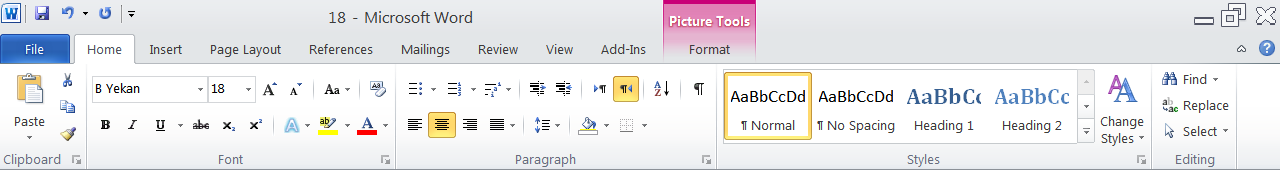 18 - Microsoft Word
Picture Tools
File Home Insert Page Layout References Mailings Review View Add-Ins Format
B Yekan 18
Paste
B I U abc x₂ x² A ab A
AaBbCcDd AaBbCcDd AaBbCc AaBbCc
¶ Normal ¶ No Spacing Heading 1 Heading 2
Change Styles
Find
Replace
Select
Clipboard Font Paragraph Styles Editing